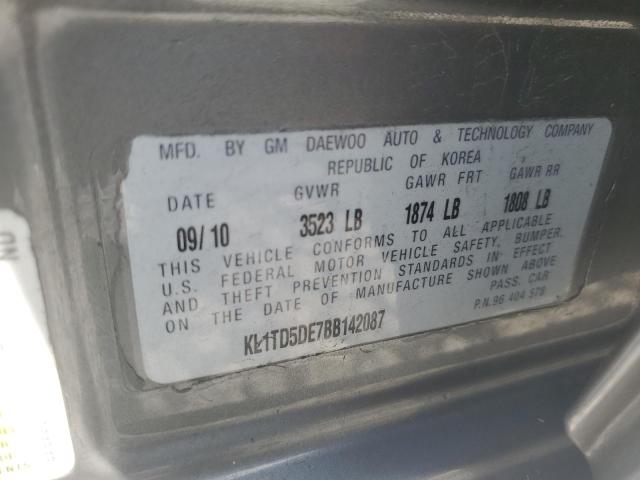 MFD. BY GM DAEWOO AUTO & TECHNOLOGY COMPANY
REPUBLIC OF KOREA
DATE GVWR GAWR FRT GAWR RR
09/10 3523 LB 1874 LB 1808 LB
THIS VEHICLE CONFORMS TO ALL APPLICABLE
U.S. FEDERAL MOTOR VEHICLE SAFETY, BUMPER,
AND THEFT PREVENTION STANDARDS IN EFFECT
ON THE DATE OF MANUFACTURE SHOWN ABOVE
PASS. CAR
P.N.96 404 578
KL1TD5DE7BB142087